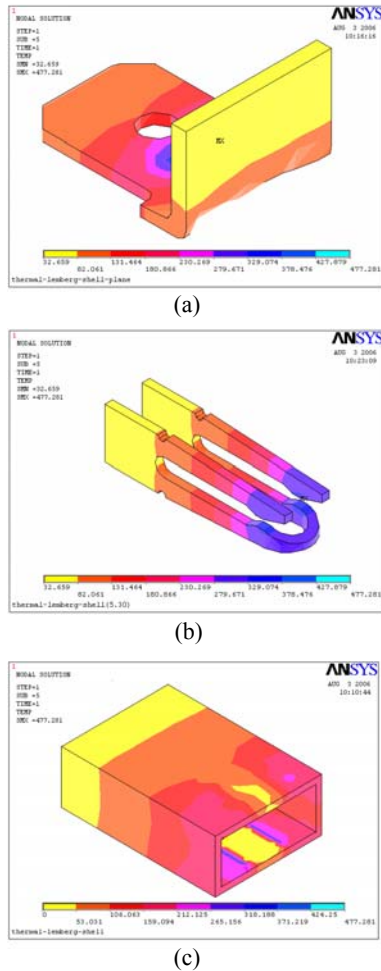 1
NODAL SOLUTION
STEP=1
SUB =5
TIME=1
TEMP
SMN =32.659
SMX =477.281
ANSYS
AUG 3 2006
10:16:16
MX
32.659 82.061 131.464 180.866 230.269 279.671 329.074 378.476 427.879 477.281
thermal-lemberg-shell-plane
(a)
1
NODAL SOLUTION
STEP=1
SUB =5
TIME=1
TEMP
SMN =32.659
SMX =477.281
ANSYS
AUG 3 2006
10:23:09
32.659 82.061 131.464 180.866 230.269 279.671 329.074 378.476 427.879 477.281
thermal-lemberg-shell(5.30)
(b)
1
NODAL SOLUTION
STEP=1
SUB =5
TIME=1
TEMP
SMX =477.281
ANSYS
AUG 3 2006
10:10:44
0 53.031 106.063 159.094 212.125 265.156 318.188 371.219 424.25 477.281
thermal-lemberg-shell
(c)